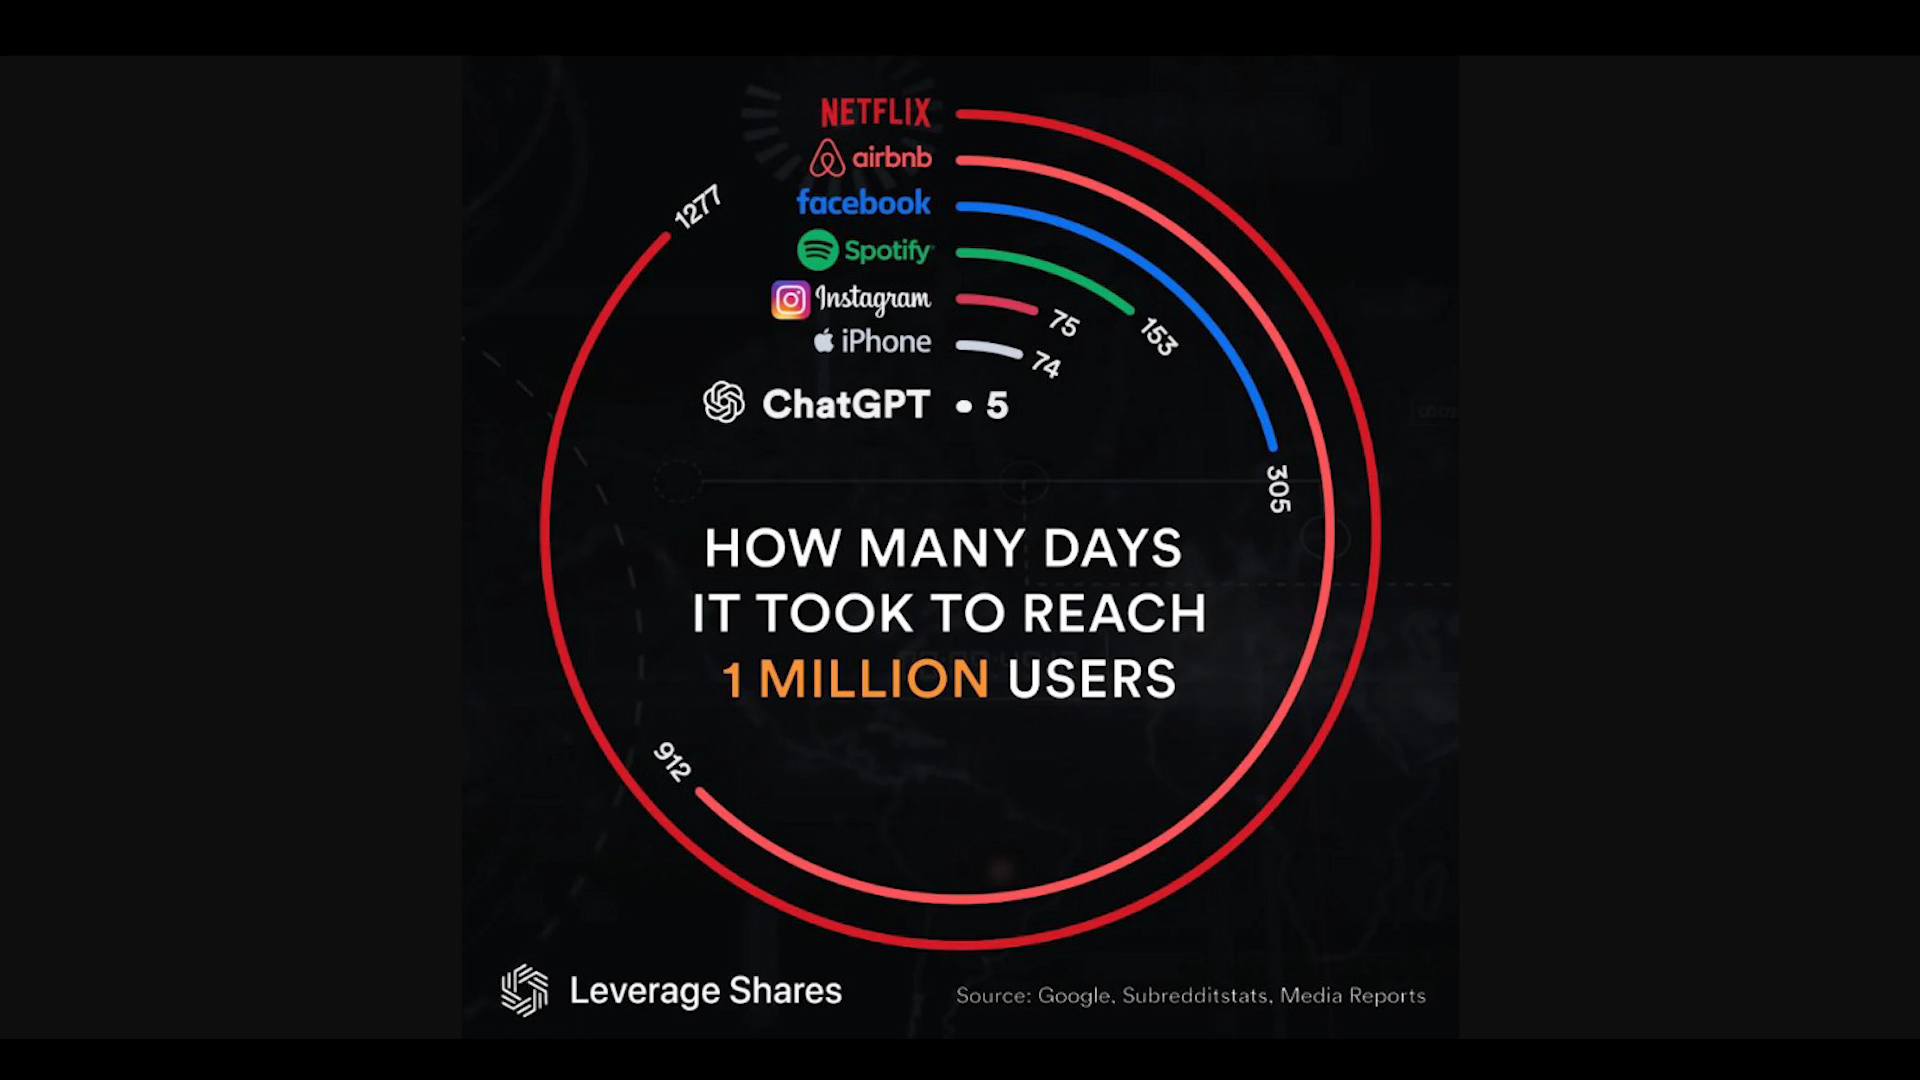 NETFLIX
airbnb
facebook
Spotify
Instagram
iPhone
ChatGPT 5
1277
75
153
74
305
912
HOW MANY DAYS
IT TOOK TO REACH
1 MILLION USERS
Leverage Shares
Source: Google, Subredditstats, Media Reports